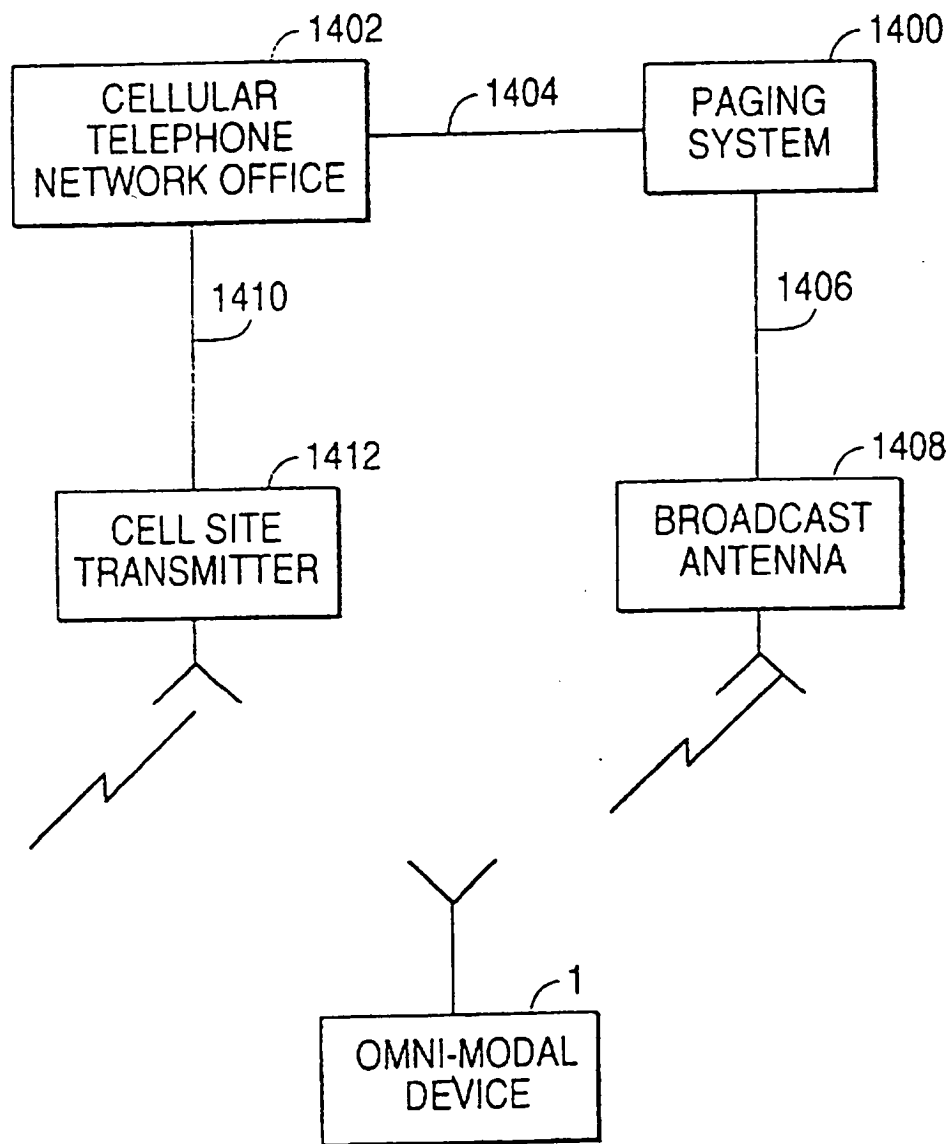 1402
CELLULAR
TELEPHONE
NETWORK OFFICE
1404
1400
PAGING
SYSTEM
1410
1406
1412
CELL SITE
TRANSMITTER
1408
BROADCAST
ANTENNA
1
OMNI-MODAL
DEVICE